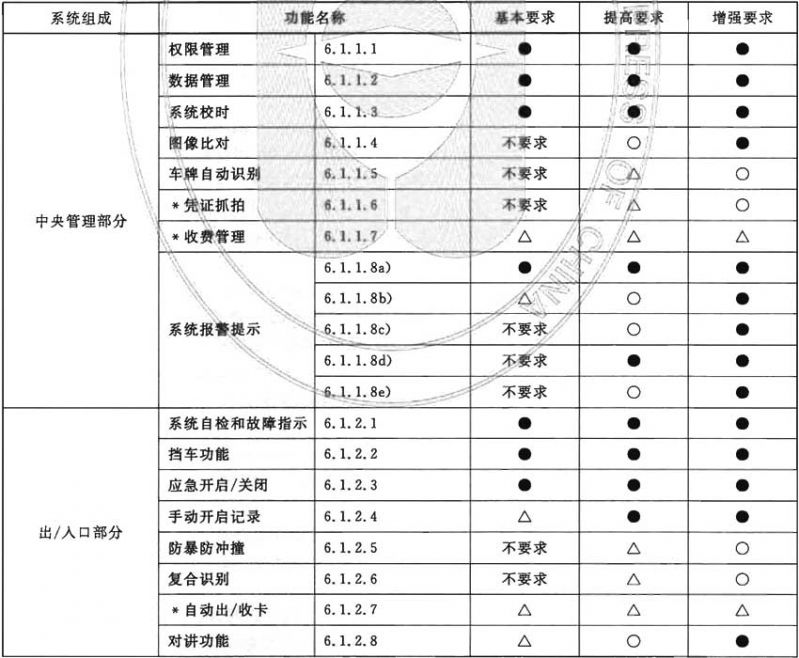 系统组成 功能名称 基本要求 提高要求 增强要求
中央管理部分 权限管理 6.1.1.1 ● ● ●
数据管理 6.1.1.2 ● ● ●
系统校时 6.1.1.3 ● ● ●
图像比对 6.1.1.4 不要求 ○ ●
车牌自动识别 6.1.1.5 不要求 △ ○
*凭证抓拍 6.1.1.6 不要求 △ ○
*收费管理 6.1.1.7 △ △ △
系统报警提示 6.1.1.8a) ● ● ●
6.1.1.8b) △ ○ ●
6.1.1.8c) 不要求 ○ ●
6.1.1.8d) 不要求 ● ●
6.1.1.8e) 不要求 ○ ●
出/入口部分 系统自检和故障指示 6.1.2.1 ● ● ●
挡车功能 6.1.2.2 ● ● ●
应急开启/关闭 6.1.2.3 ● ● ●
手动开启记录 6.1.2.4 △ ● ●
防暴防冲撞 6.1.2.5 不要求 △ ○
复合识别 6.1.2.6 不要求 △ ○
*自动出/收卡 6.1.2.7 △ △ △
对讲功能 6.1.2.8 △ ○ ●
RESS OF CHINA